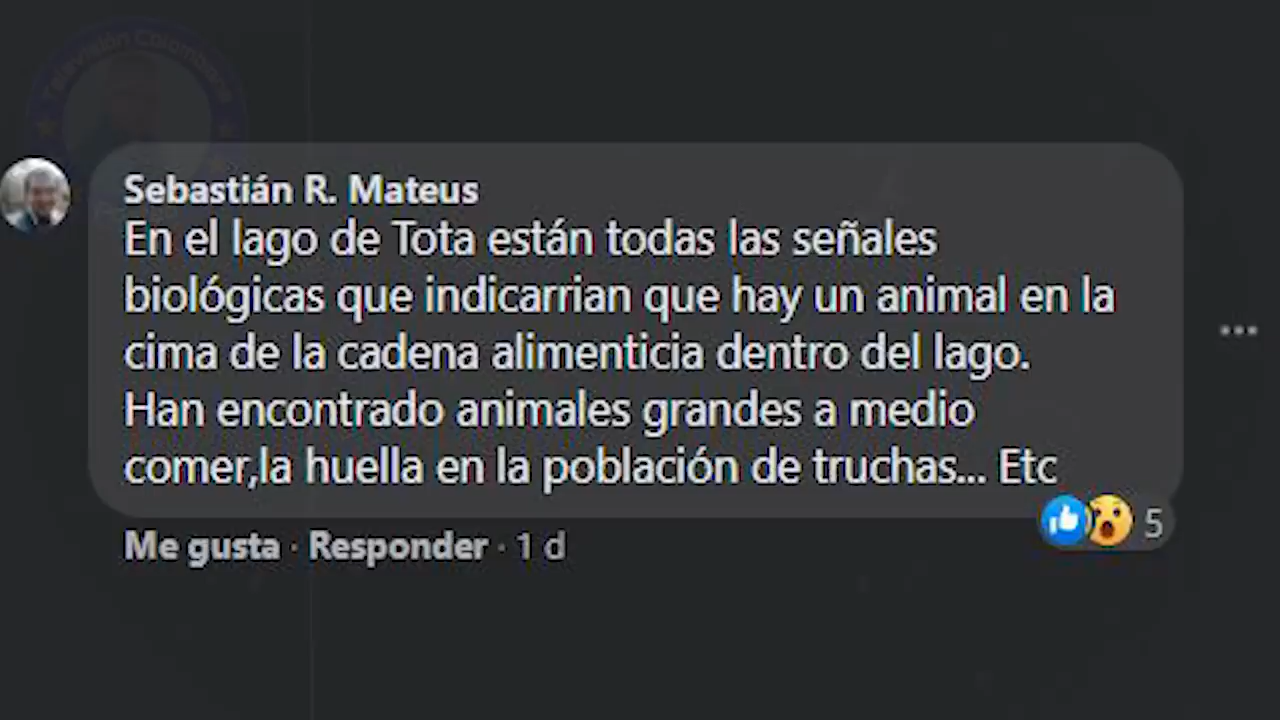 Televisión Colombiana
Sebastián R. Mateus
En el lago de Tota están todas las señales
biológicas que indicarrian que hay un animal en la
cima de la cadena alimenticia dentro del lago.
Han encontrado animales grandes a medio
comer,la huella en la población de truchas... Etc
5
Me gusta · Responder · 1 d